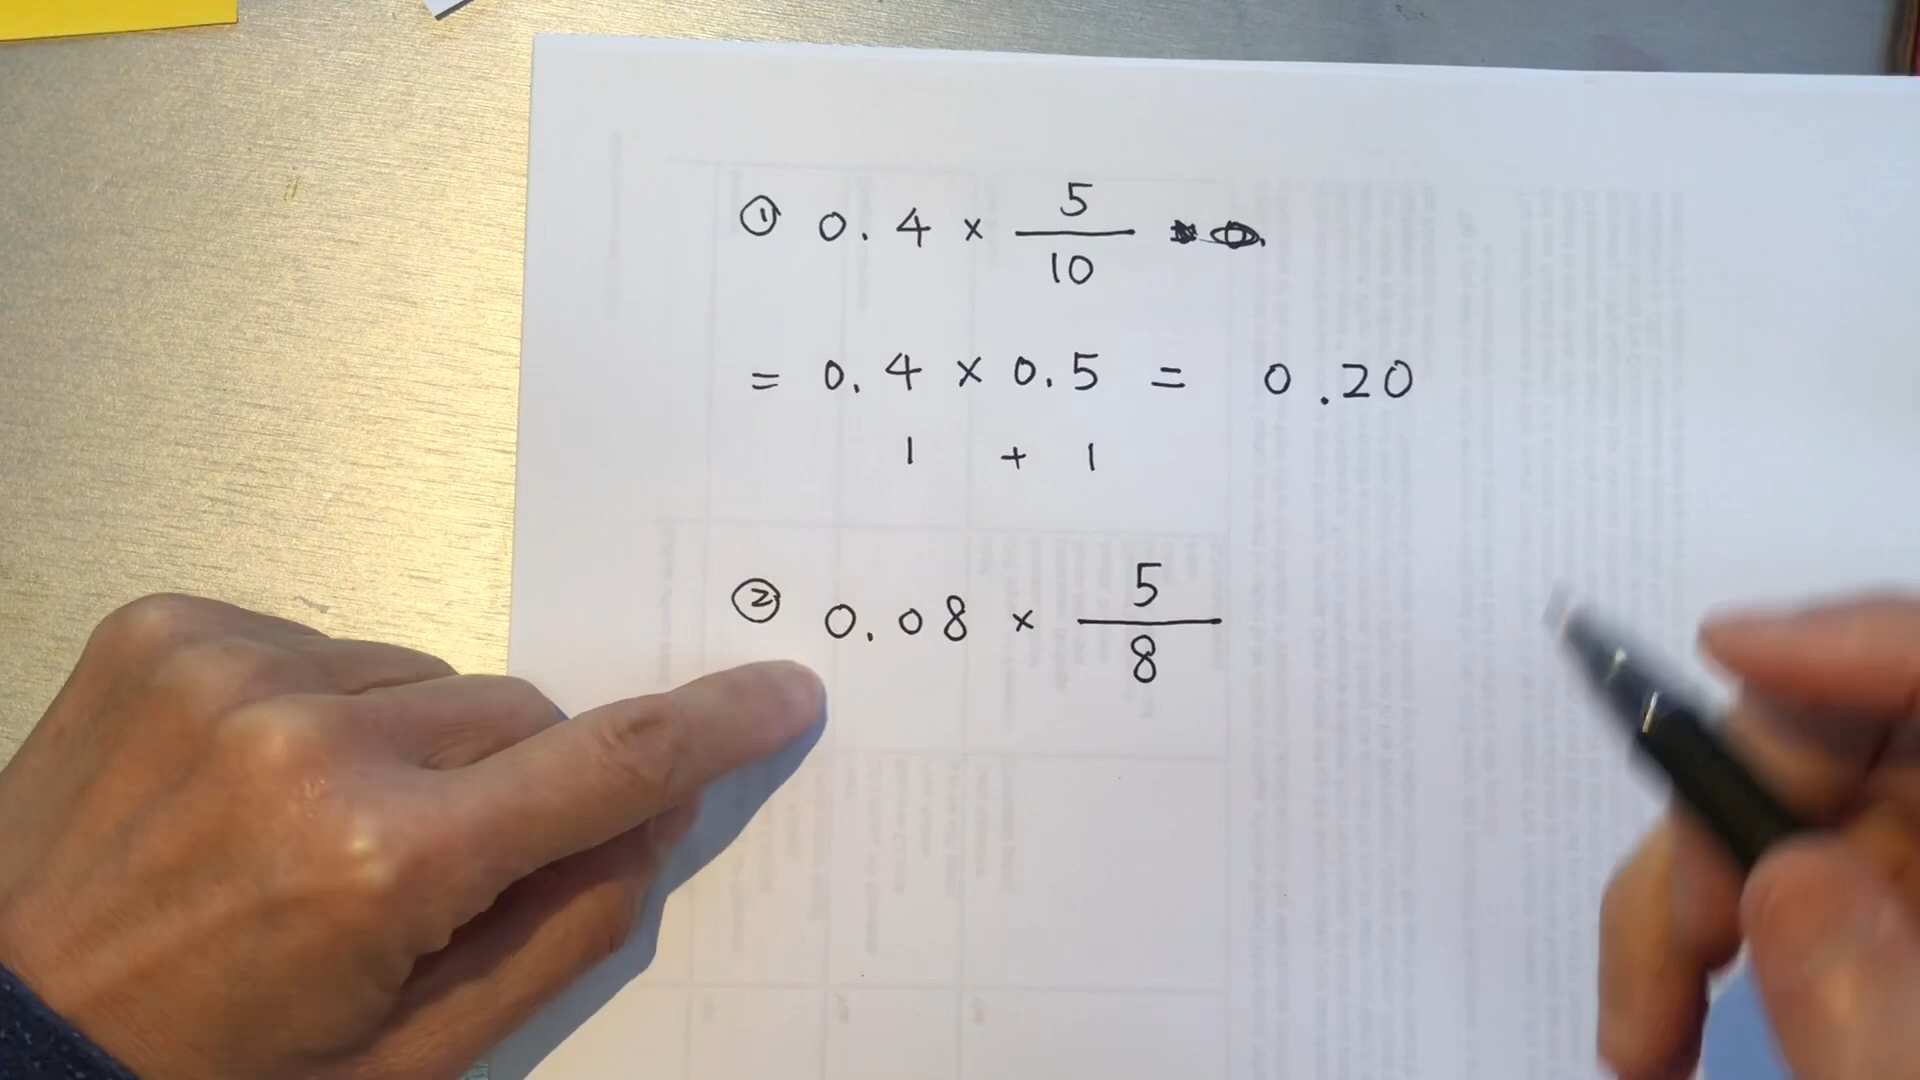 ① 0.4 × 5/10
= 0.4 × 0.5 = 0.20
1 + 1
② 0.08 × 5/8